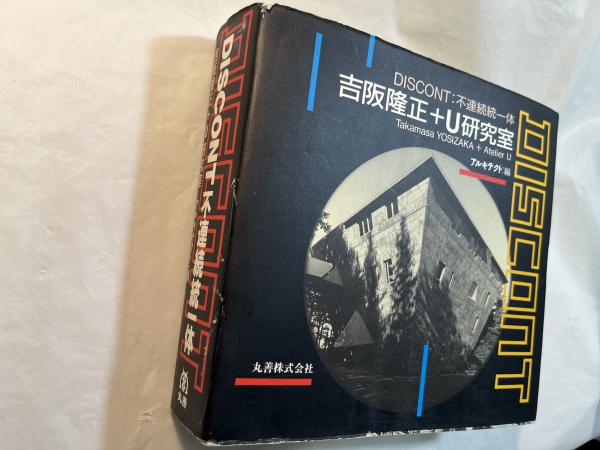 DISCONT:不連続統一体
吉阪隆正+U研究室
Takamasa YOSIZAKA + Atelier U
アルキテクト:編
DISCONT
丸善株式会社
DISCONT
DISCONT 不連続統一体
丸善